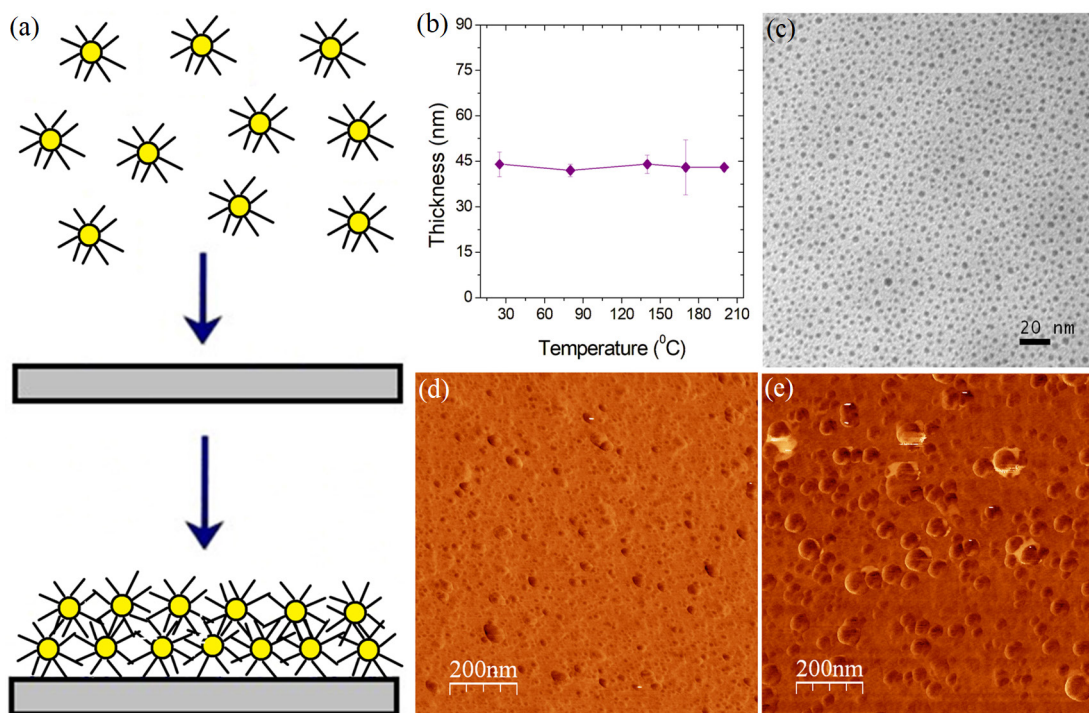 (a)
(b)
90
75
60
45
30
15
0
Thickness (nm)
30 60 90 120 150 180 210
Temperature (⁰C)
(c)
20 nm
(d)
200nm
(e)
200nm